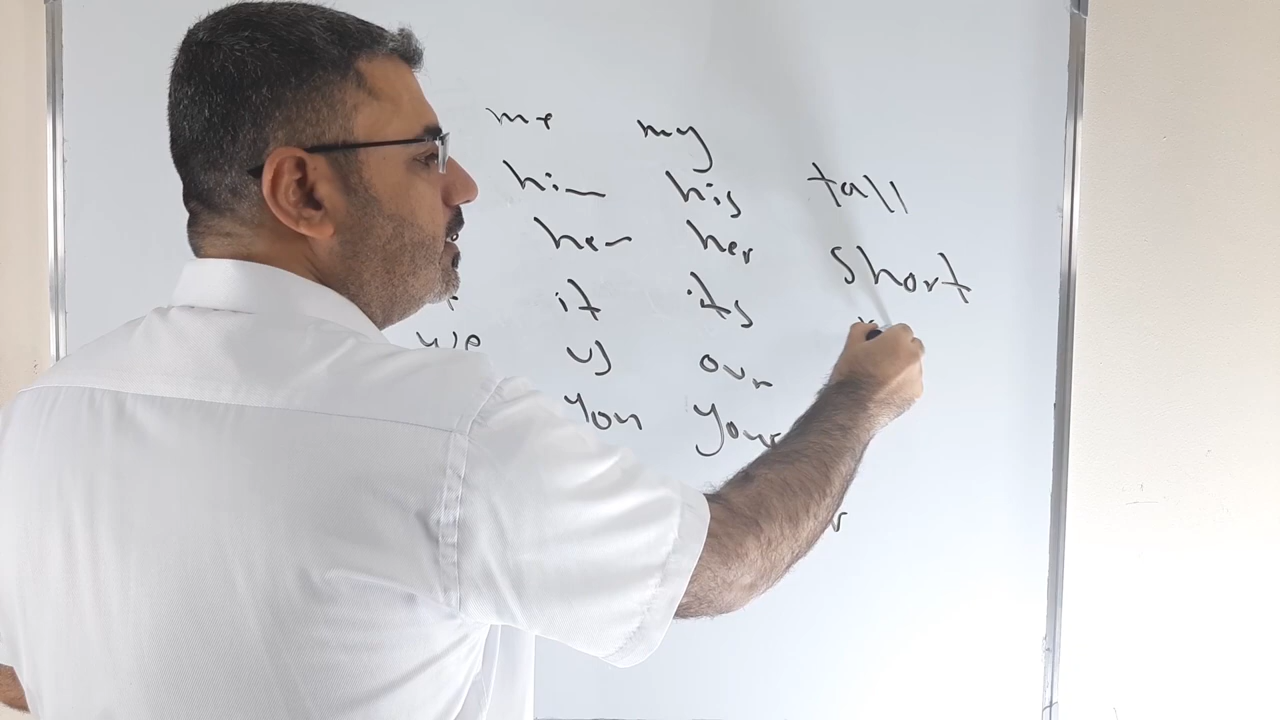 me my
him his tall
her her short
it its
we us our
you your